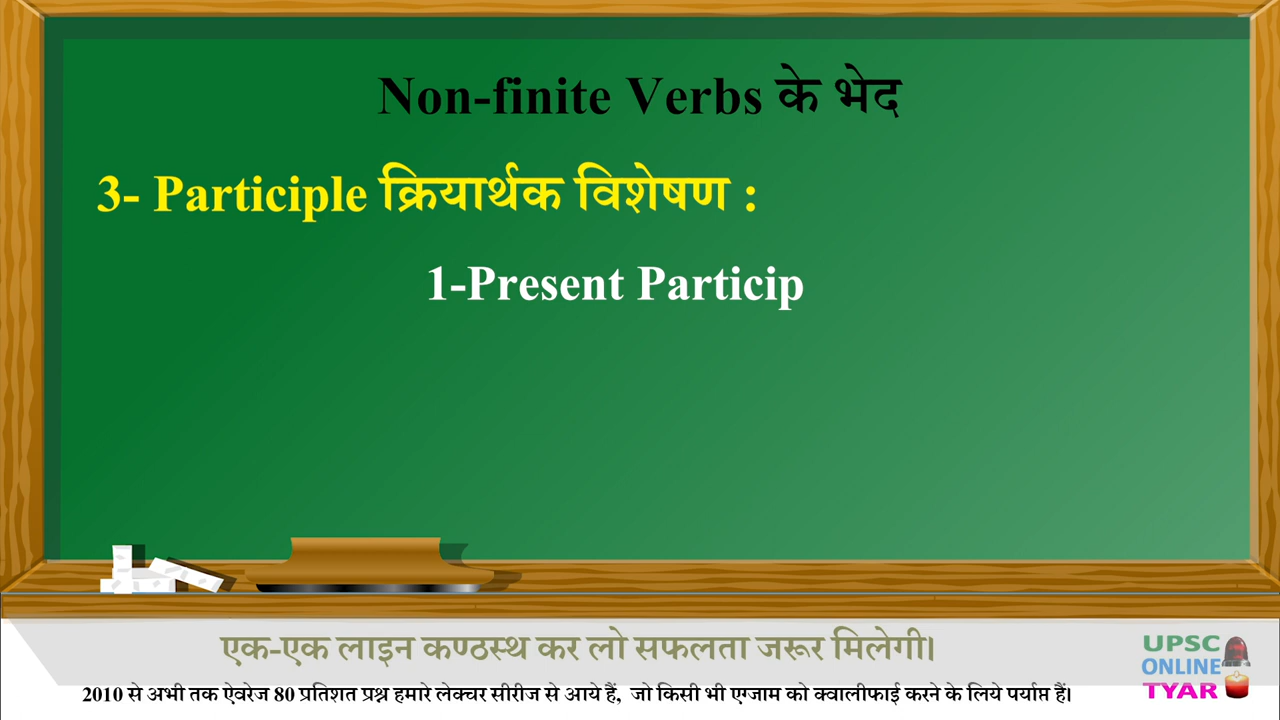 Non-finite Verbs के भेद
3- Participle क्रियार्थक विशेषण :
1-Present Particip
एक-एक लाइन कण्ठस्थ कर लो सफलता जरूर मिलेगी।
2010 से अभी तक ऐवरेज 80 प्रतिशत प्रश्न हमारे लेक्चर सीरीज से आये हैं, जो किसी भी एग्जाम को क्वालीफाई करने के लिये पर्याप्त हैं।
UPSC
ONLINE
TYAR